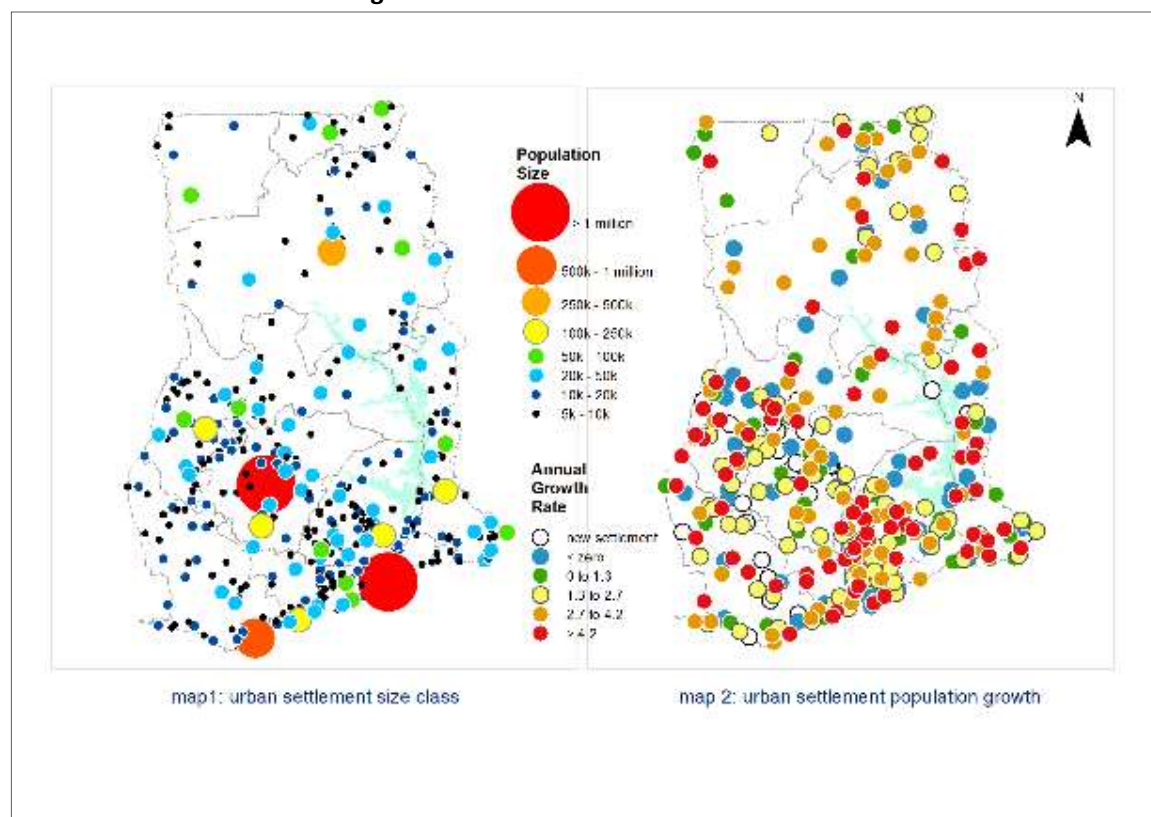 Population
Size
> 1 million
500k - 1 million
250k - 500k
100k - 250k
50k - 100k
20k - 50k
10k - 20k
5k - 10k
Annual
Growth
Rate
new settlement
< zero
0 to 1.3
1.3 to 2.7
2.7 to 4.2
> 4.2
N
map1: urban settlement size class
map 2: urban settlement population growth